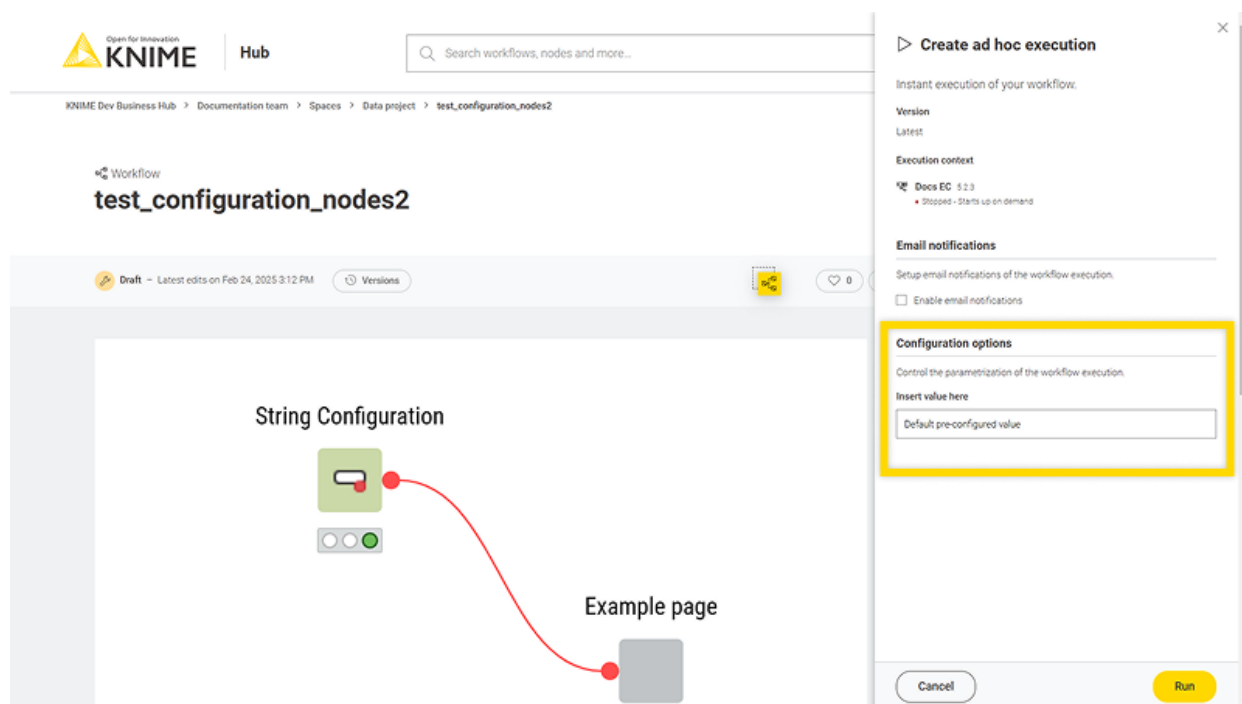 Open for Innovation
KNIME
Hub
Search workflows, nodes and more...
KNIME Dev Business Hub > Documentation team > Spaces > Data project > test_configuration_nodes2
Workflow
test_configuration_nodes2
Draft – Latest edits on Feb 24, 2025 3:12 PM
Versions
0
String Configuration
Example page
Create ad hoc execution
Instant execution of your workflow.
Version
Latest
Execution context
Docs EC 5.2.3
Stopped - Starts up on demand
Email notifications
Setup email notifications of the workflow execution.
Enable email notifications
Configuration options
Control the parametrization of the workflow execution.
Insert value here
Default pre-configured value
Cancel
Run